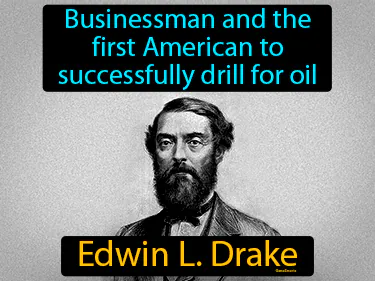 Businessman and the
first American to
successfully drill for oil
Edwin L. Drake